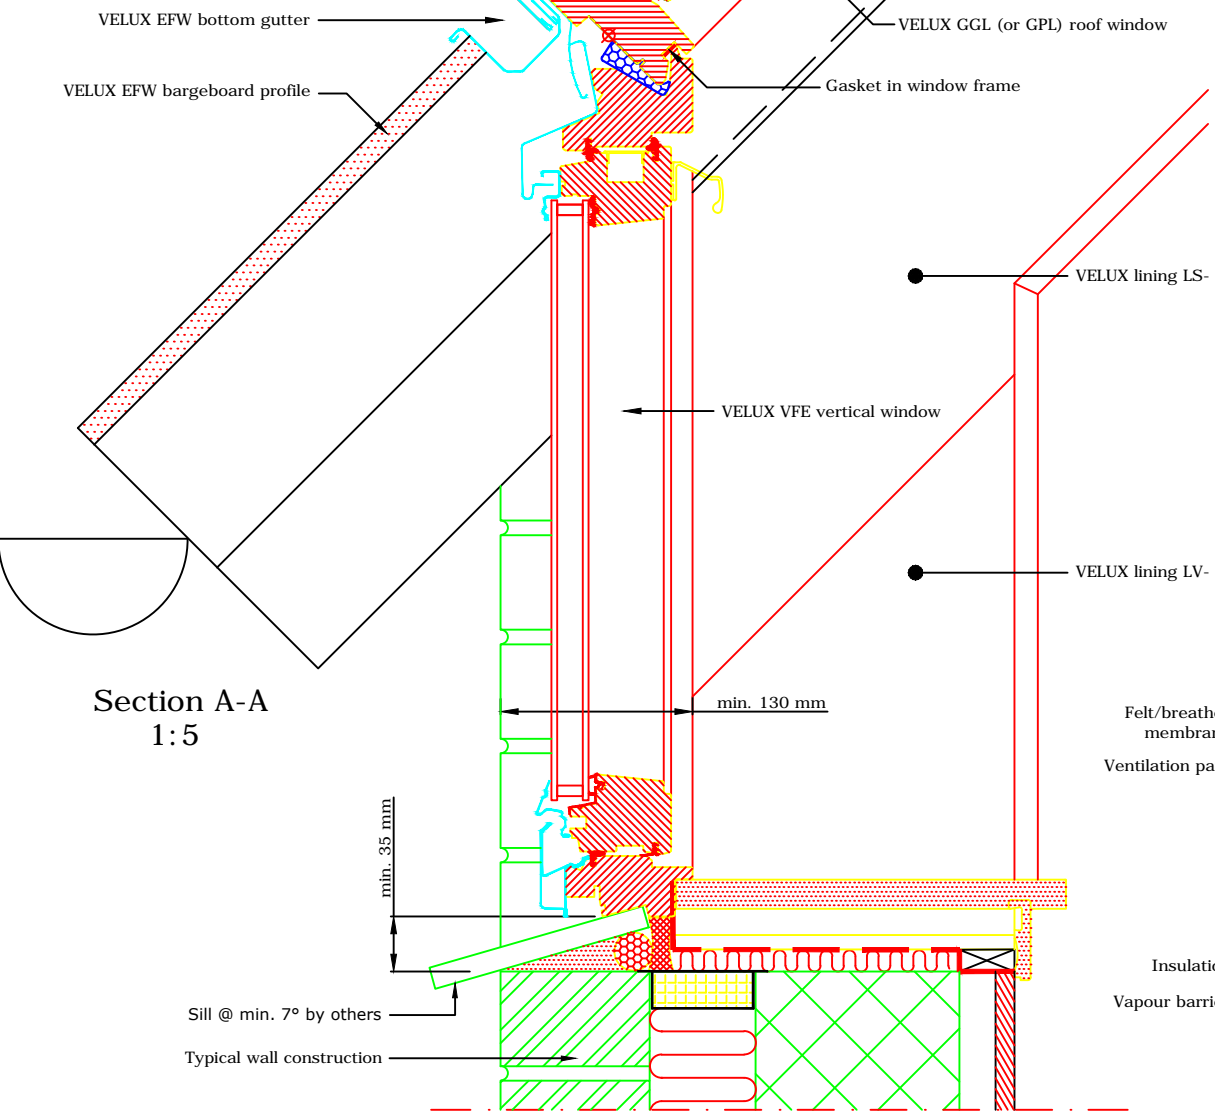 VELUX EFW bottom gutter
VELUX GGL (or GPL) roof window
VELUX EFW bargeboard profile
Gasket in window frame
VELUX lining LS-
VELUX VFE vertical window
VELUX lining LV-
Section A-A
1:5
min. 130 mm
Felt/breathe
membran
Ventilation pa
min. 35 mm
Insulatio
Vapour barrie
Sill @ min. 7° by others
Typical wall construction